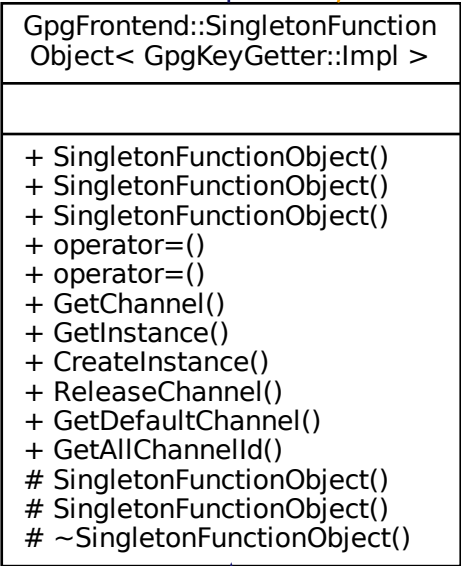 GpgFrontend::SingletonFunction
Object< GpgKeyGetter::Impl >
+ SingletonFunctionObject()
+ SingletonFunctionObject()
+ SingletonFunctionObject()
+ operator=()
+ operator=()
+ GetChannel()
+ GetInstance()
+ CreateInstance()
+ ReleaseChannel()
+ GetDefaultChannel()
+ GetAllChannelId()
# SingletonFunctionObject()
# SingletonFunctionObject()
# ~SingletonFunctionObject()